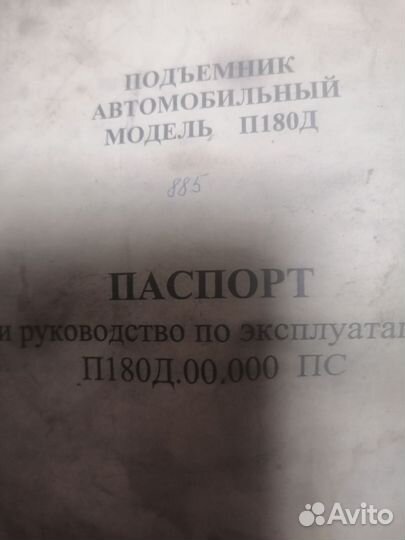 ПОДЪЕМНИК
АВТОМОБИЛЬНЫЙ
МОДЕЛЬ П180Д
885
ПАСПОРТ
и руководство по эксплуата
П180Д.00.000 ПС
Avito